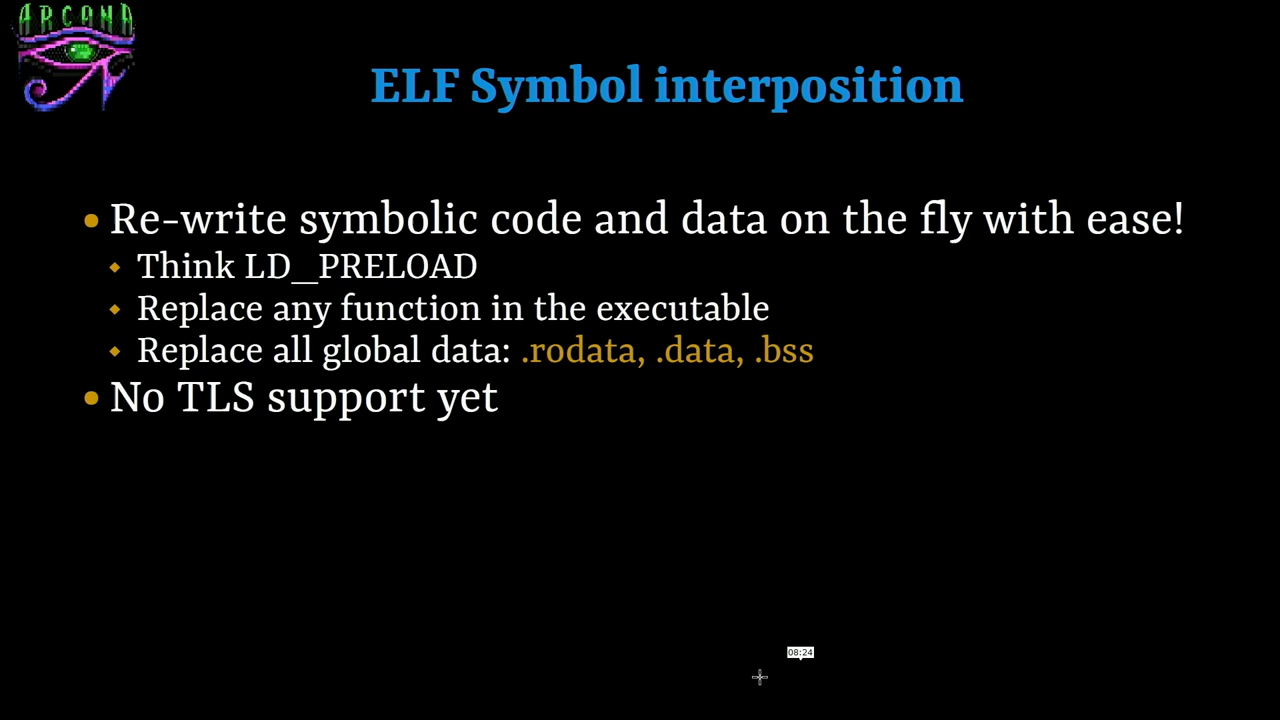 ARCANA
ELF Symbol interposition
Re-write symbolic code and data on the fly with ease!
Think LD_PRELOAD
Replace any function in the executable
Replace all global data: .rodata, .data, .bss
No TLS support yet
08:24